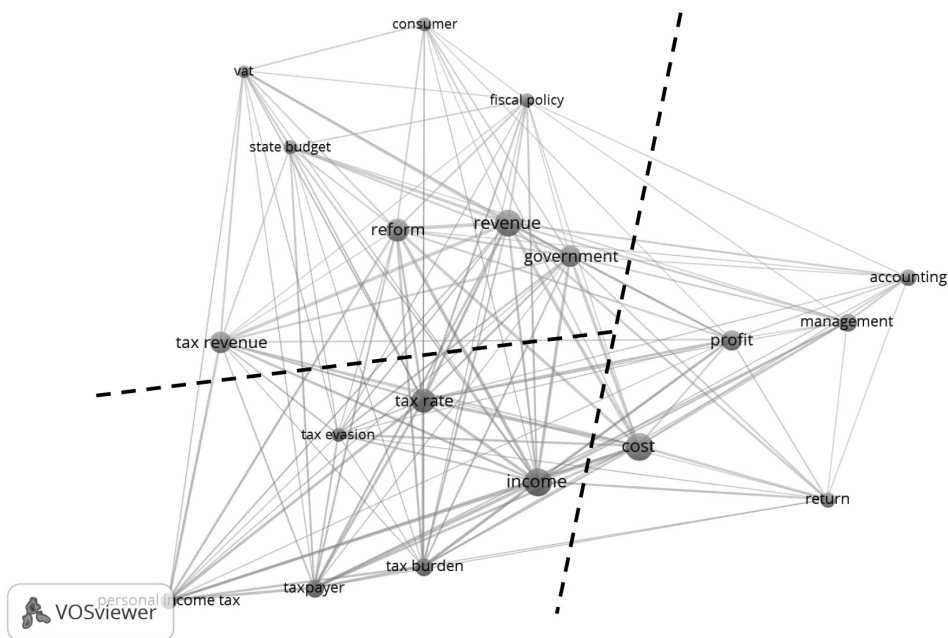 consumer
vat
fiscal policy
state budget
revenue
reform
government
accounting
management
profit
tax revenue
tax rate
tax evasion
cost
income
return
tax burden
taxpayer
personal income tax
VOSviewer